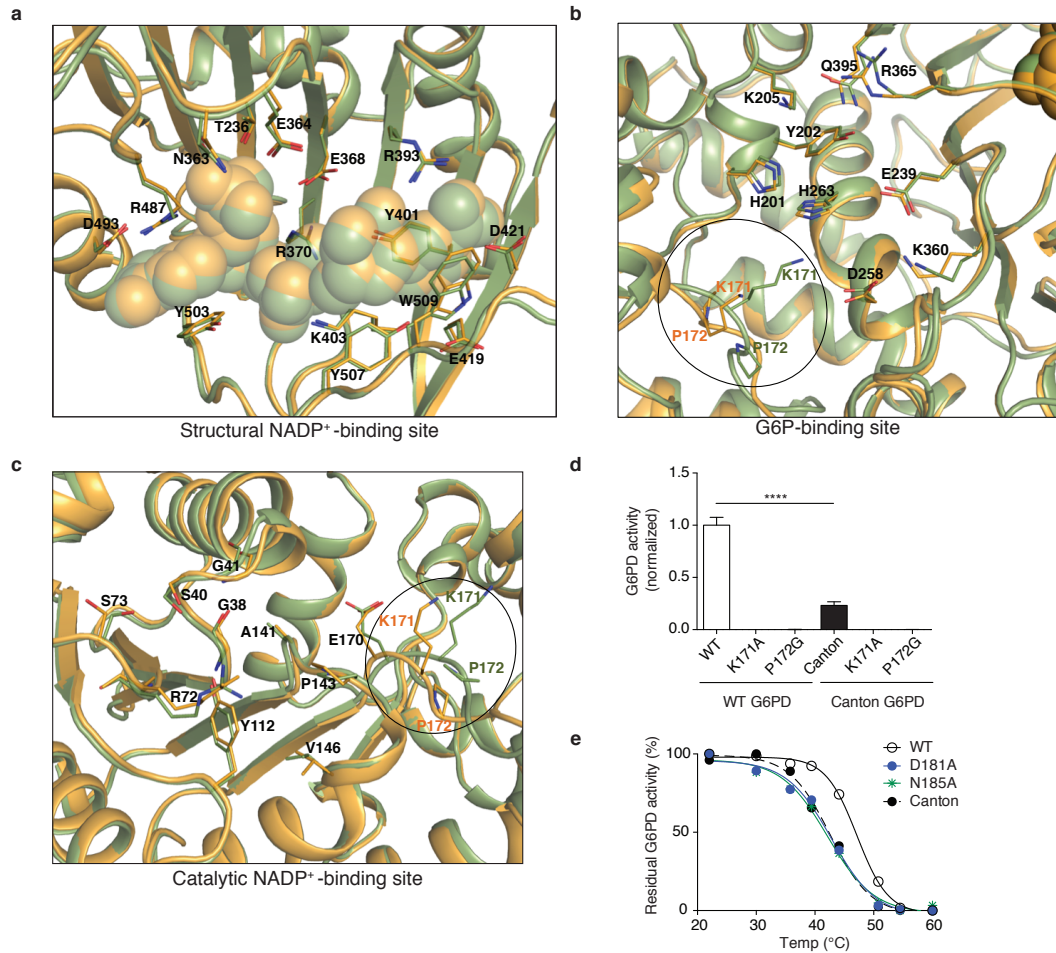 a
T236
E364
N363
E368
R393
R487
Y401
D493
D421
R370
W509
Y503
K403
E419
Y507
Structural NADP⁺-binding site
b
Q395
R365
K205
Y202
E239
H263
H201
K360
K171
D258
K171
P172
P172
G6P-binding site
c
G41
S73
S40
G38
K171
K171
A141
E170
P172
P143
R72
Y112
P172
V146
Catalytic NADP⁺-binding site
d
G6PD activity
(normalized)
1.5
1.0
0.5
0.0
****
WT
K171A
P172G
Canton
K171A
P172G
WT G6PD
Canton G6PD
e
Residual G6PD activity (%)
100
50
0
20
30
40
50
60
Temp (°C)
WT
D181A
N185A
Canton